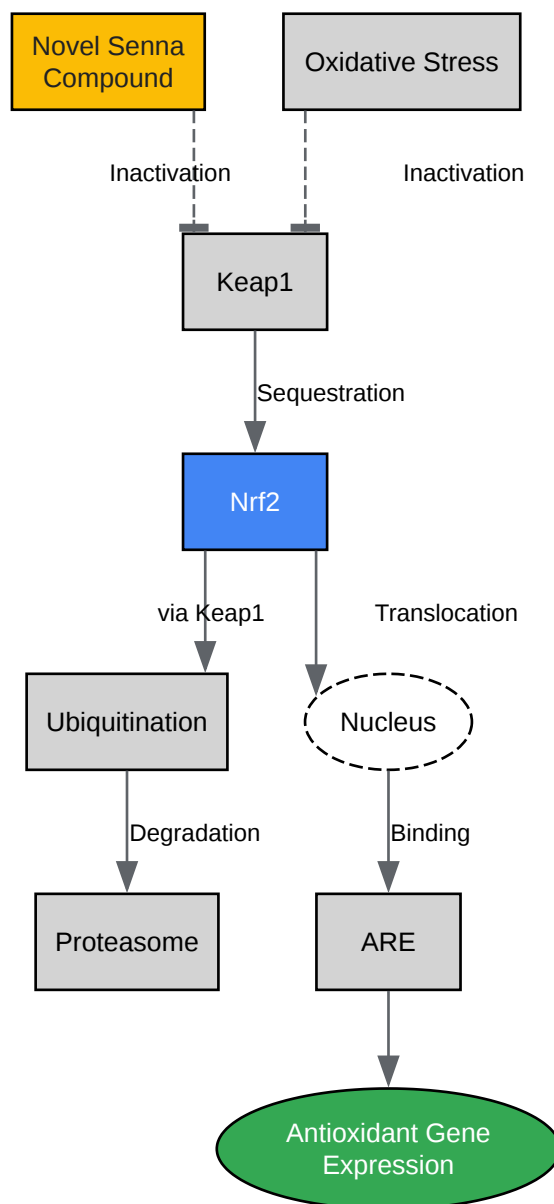 Novel Senna
Compound
Oxidative Stress
Inactivation
Inactivation
Keap1
Sequestration
Nrf2
via Keap1
Translocation
Ubiquitination
Nucleus
Degradation
Binding
Proteasome
ARE
Antioxidant Gene
Expression